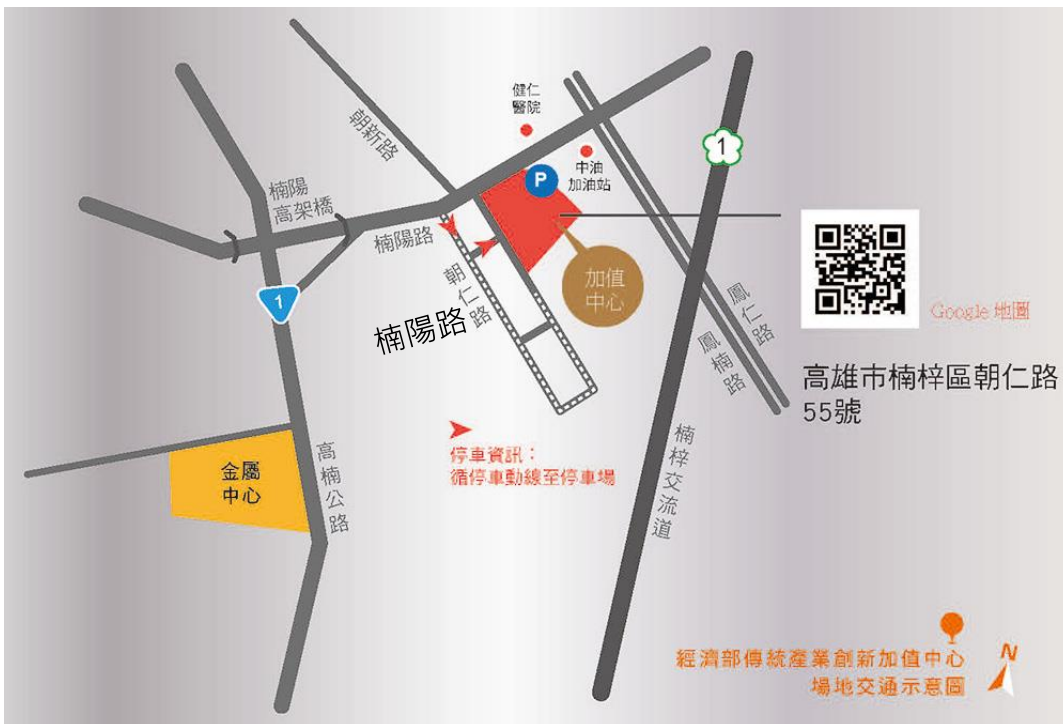 健仁
醫院
朝新路
1
P
中油
加油站
楠陽
高架橋
楠陽路
朝仁路
加值
中心
1
楠陽路
鳳仁路
鳳楠路
Google 地圖
高雄市楠梓區朝仁路
55號
停車資訊：
循停車動線至停車場
金屬
中心
高楠公路
楠梓交流道
經濟部傳統產業創新加值中心
場地交通示意圖
N